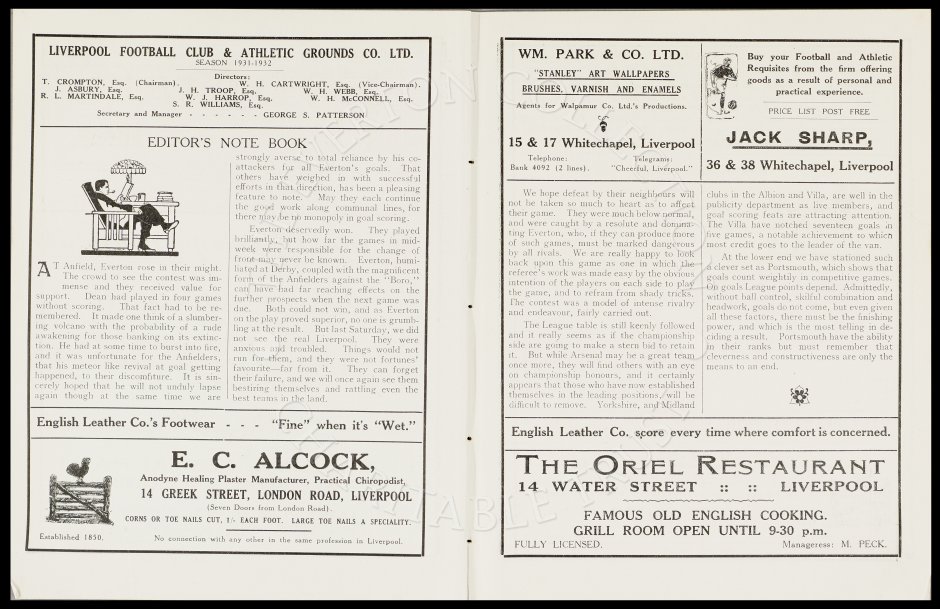 LIVERPOOL FOOTBALL CLUB & ATHLETIC GROUNDS CO. LTD.
SEASON 1931-1932
Directors:
T. CROMPTON, Esq. (Chairman). W. H. CARTWRIGHT, Esq. (Vice-Chairman).
J. ASBURY, Esq. J. H. TROOP, Esq. W. H. WEBB, Esq.
R. L. MARTINDALE, Esq. W. J. HARROP, Esq. W. H. McCONNELL, Esq.
S. R. WILLIAMS, Esq.
Secretary and Manager - - - - - - GEORGE S. PATTERSON
EDITOR'S NOTE BOOK
AT Anfield, Everton rose in their might.
The crowd to see the contest was im-
mense and they received value for
support. Dean had played in four games
without scoring. That fact had to be re-
membered. It made one think of a slumber-
ing volcano with the probability of a rude
awakening for those banking on its extinc-
tion. He had at some time to burst into fire,
and it was unfortunate for the Anfielders,
that his meteor like revival at goal getting
happened, to their discomfiture. It is sin-
cerely hoped that he will not unduly lapse
again though at the same time we are
strongly averse to total reliance by his co-
attackers for all Everton's goals. That
others have weighed in with successful
efforts in that direction, has been a pleasing
feature to note. May they each continue
the good work along communal lines, for
there may be no monopoly in goal scoring.
Everton deservedly won. They played
brilliantly, but how far the games in mid-
week were responsible for the change of
front may never be known. Everton, humi-
liated at Derby, coupled with the magnificent
form of the Anfielders against the "Boro,"
can have had far reaching effects on the
further prospects when the next game was
due. Both could not win, and as Everton
on the play proved superior, no one is grumb-
ling at the result. But last Saturday, we did
not see the real Liverpool. They were
anxious and troubled. Things would not
run for them, and they were not fortunes'
favourite—far from it. They can forget
their failure, and we will once again see them
bestirring themselves and rattling even the
best teams in the land.
English Leather Co.'s Footwear - - - "Fine" when it's "Wet."
E. C. ALCOCK,
Anodyne Healing Plaster Manufacturer, Practical Chiropodist,
14 GREEK STREET, LONDON ROAD, LIVERPOOL
(Seven Doors from London Road).
CORNS OR TOE NAILS CUT, 1/- EACH FOOT. LARGE TOE NAILS A SPECIALITY.
Established 1850. No connection with any other in the same profession in Liverpool.
WM. PARK & CO. LTD.
"STANLEY" ART WALLPAPERS
BRUSHES, VARNISH AND ENAMELS
Agents for Walpamur Co. Ltd.'s Productions.
15 & 17 Whitechapel, Liverpool
Telephone: Telegrams:
Bank 4092 (2 lines). "Cheerful, Liverpool."
Buy your Football and Athletic
Requisites from the firm offering
goods as a result of personal and
practical experience.
PRICE LIST POST FREE
JACK SHARP,
36 & 38 Whitechapel, Liverpool
We hope defeat by their neighbours will
not be taken so much to heart as to affect
their game. They were much below normal,
and were caught by a resolute and domina-
ting Everton, who, if they can produce more
of such games, must be marked dangerous
by all rivals. We are really happy to look
back upon this game as one in which the
referee's work was made easy by the obvious
intention of the players on each side to play
the game, and to refrain from shady tricks.
The contest was a model of intense rivalry
and endeavour, fairly carried out.
The League table is still keenly followed
and it really seems as if the championship
side are going to make a stern bid to retain
it. But while Arsenal may be a great team
once more, they will find others with an eye
on championship honours, and it certainly
appears that those who have now established
themselves in the leading positions, will be
difficult to remove. Yorkshire, and Midland
clubs in the Albion and Villa, are well in the
publicity department as live members, and
goal scoring feats are attracting attention.
The Villa have notched seventeen goals in
five games, a notable achievement to which
most credit goes to the leader of the van.
At the lower end we have stationed such
a clever set as Portsmouth, which shows that
goals count weightily in competitive games.
On goals League points depend. Admittedly,
without ball control, skilful combination and
headwork, goals do not come, but even given
all these factors, there must be the finishing
power, and which is the most telling in de-
ciding a result. Portsmouth have the ability
in their ranks but must remember that
cleverness and constructiveness are only the
means to an end.
English Leather Co. score every time where comfort is concerned.
THE ORIEL RESTAURANT
14 WATER STREET :: :: LIVERPOOL
FAMOUS OLD ENGLISH COOKING.
GRILL ROOM OPEN UNTIL 9-30 p.m.
FULLY LICENSED. Manageress: M. PECK.